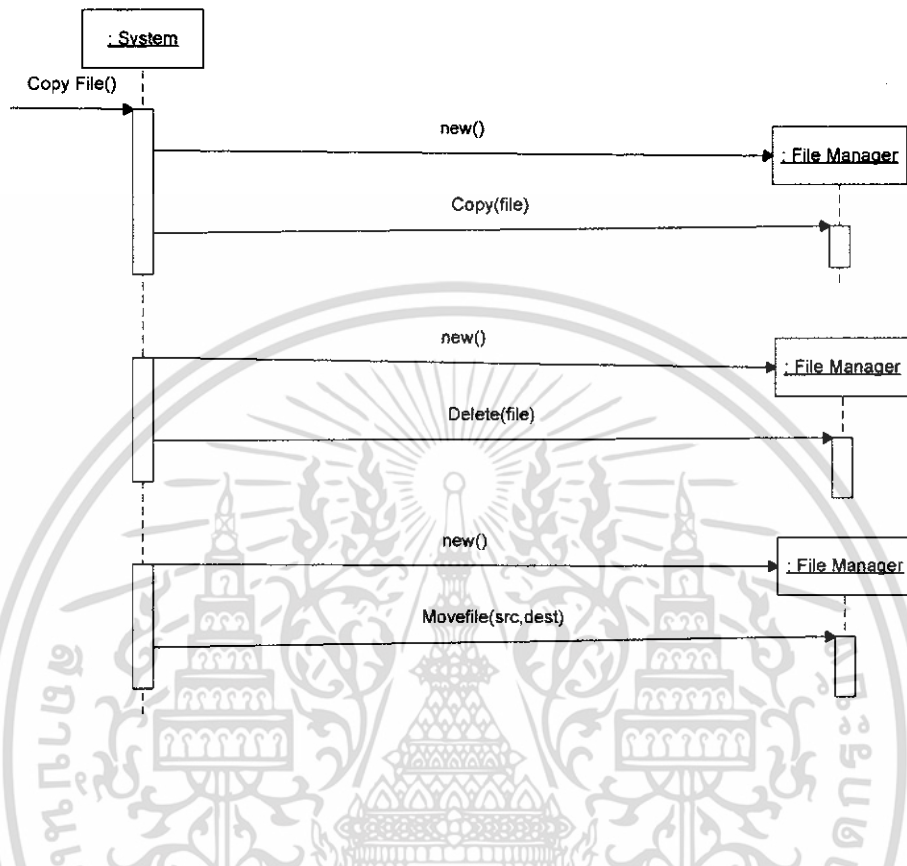 : System
Copy File()
new()
: File Manager
Copy(file)
new()
: File Manager
Delete(file)
new()
: File Manager
Movefile(src,dest)